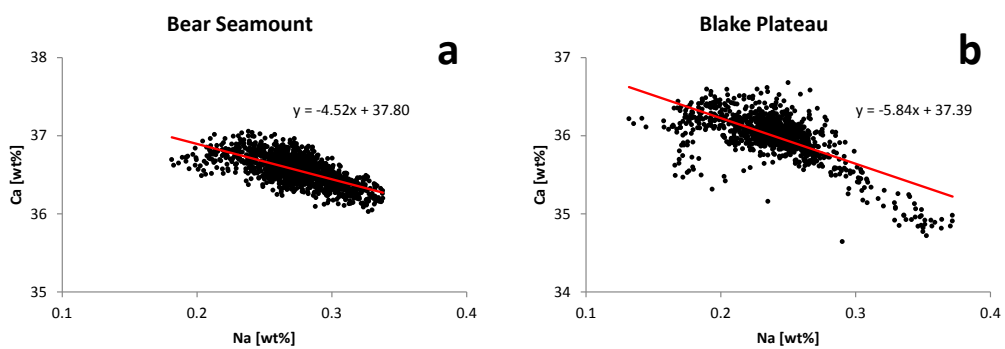 Bear Seamount
a
38
37
36
35
Ca [wt%]
y = -4.52x + 37.80
0.1
0.2
0.3
0.4
Na [wt%]
Blake Plateau
b
37
36
35
34
Ca [wt%]
y = -5.84x + 37.39
0.1
0.2
0.3
0.4
Na [wt%]